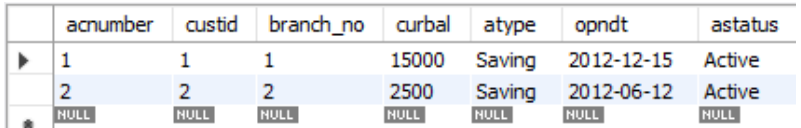 acnumber custid branch_no curbal atype opndt astatus
1 1 1 15000 Saving 2012-12-15 Active
2 2 2 2500 Saving 2012-06-12 Active
NULL NULL NULL NULL NULL NULL NULL